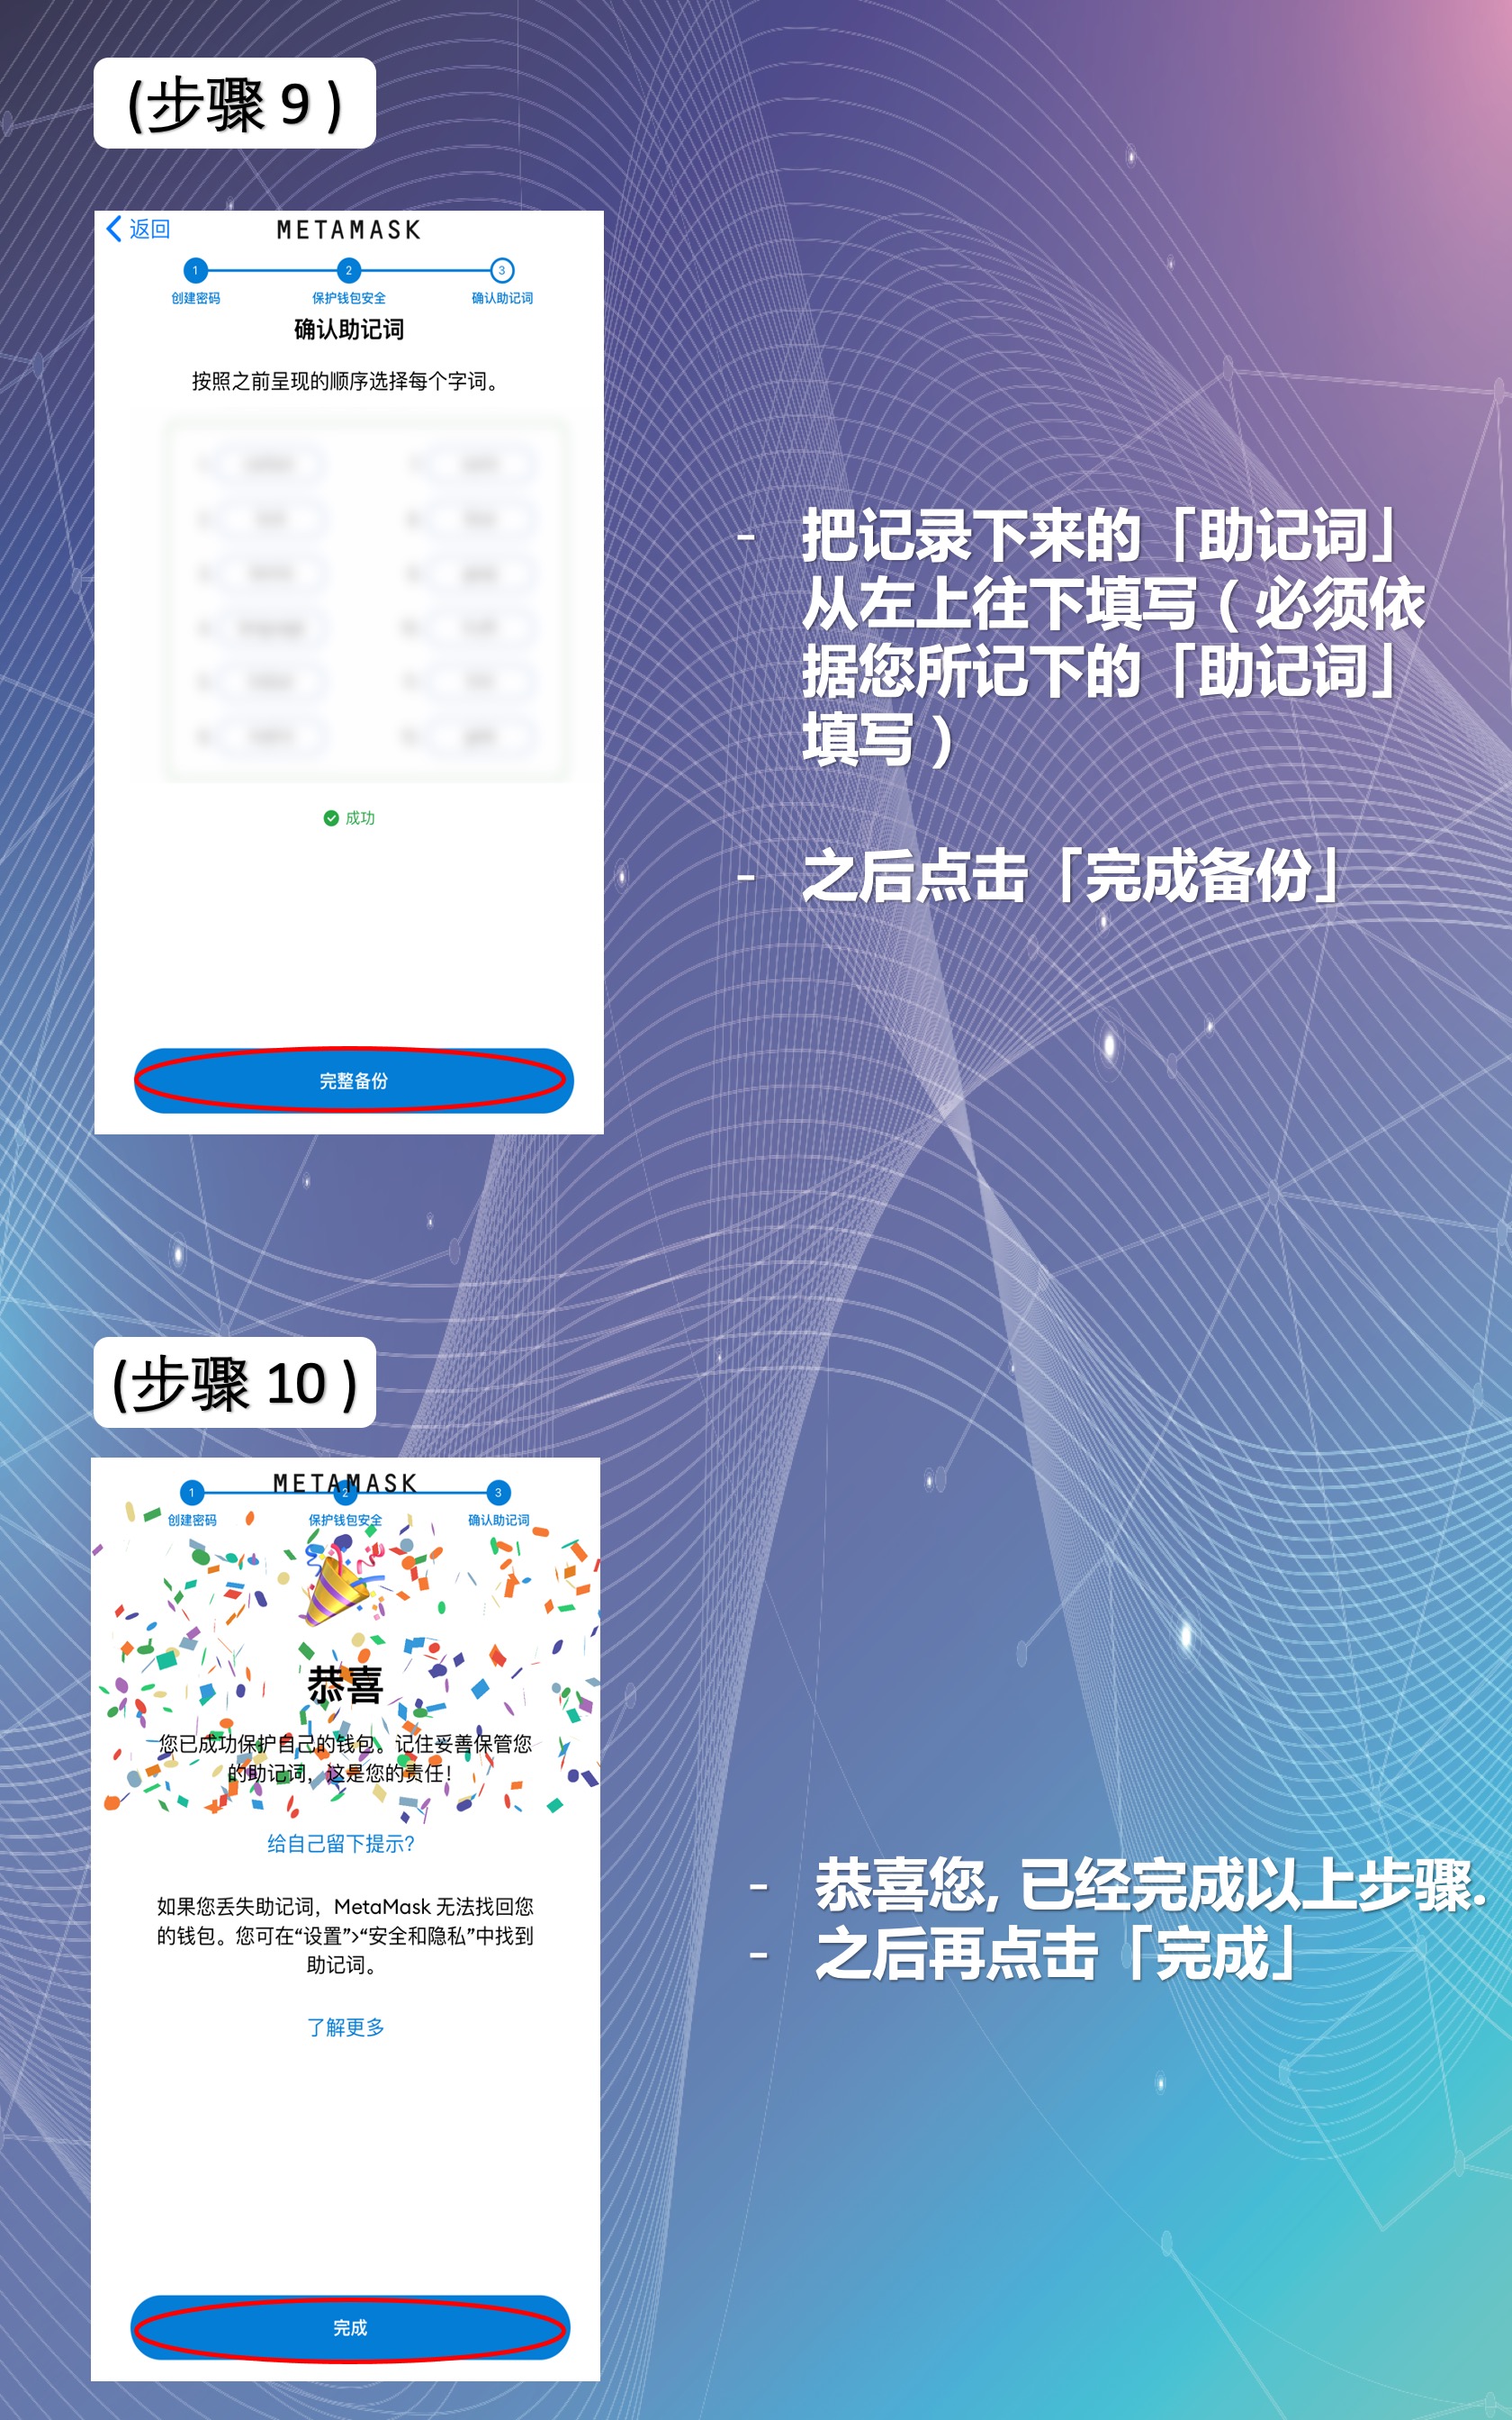 (步骤 9 )
返回
METAMASK
1
2
3
创建密码
保护钱包安全
确认助记词
确认助记词
按照之前呈现的顺序选择每个字词。
成功
完整备份
- 把记录下来的「助记词」
从左上往下填写（必须依
据您所记下的「助记词」
填写）
- 之后点击「完成备份」
(步骤 10 )
METAMASK
1
2
3
创建密码
保护钱包安全
确认助记词
恭喜
您已成功保护自己的钱包。记住妥善保管您
的助记词，这是您的责任！
给自己留下提示?
如果您丢失助记词，MetaMask 无法找回您
的钱包。您可在“设置”>“安全和隐私”中找到
助记词。
了解更多
完成
- 恭喜您, 已经完成以上步骤.
- 之后再点击「完成」